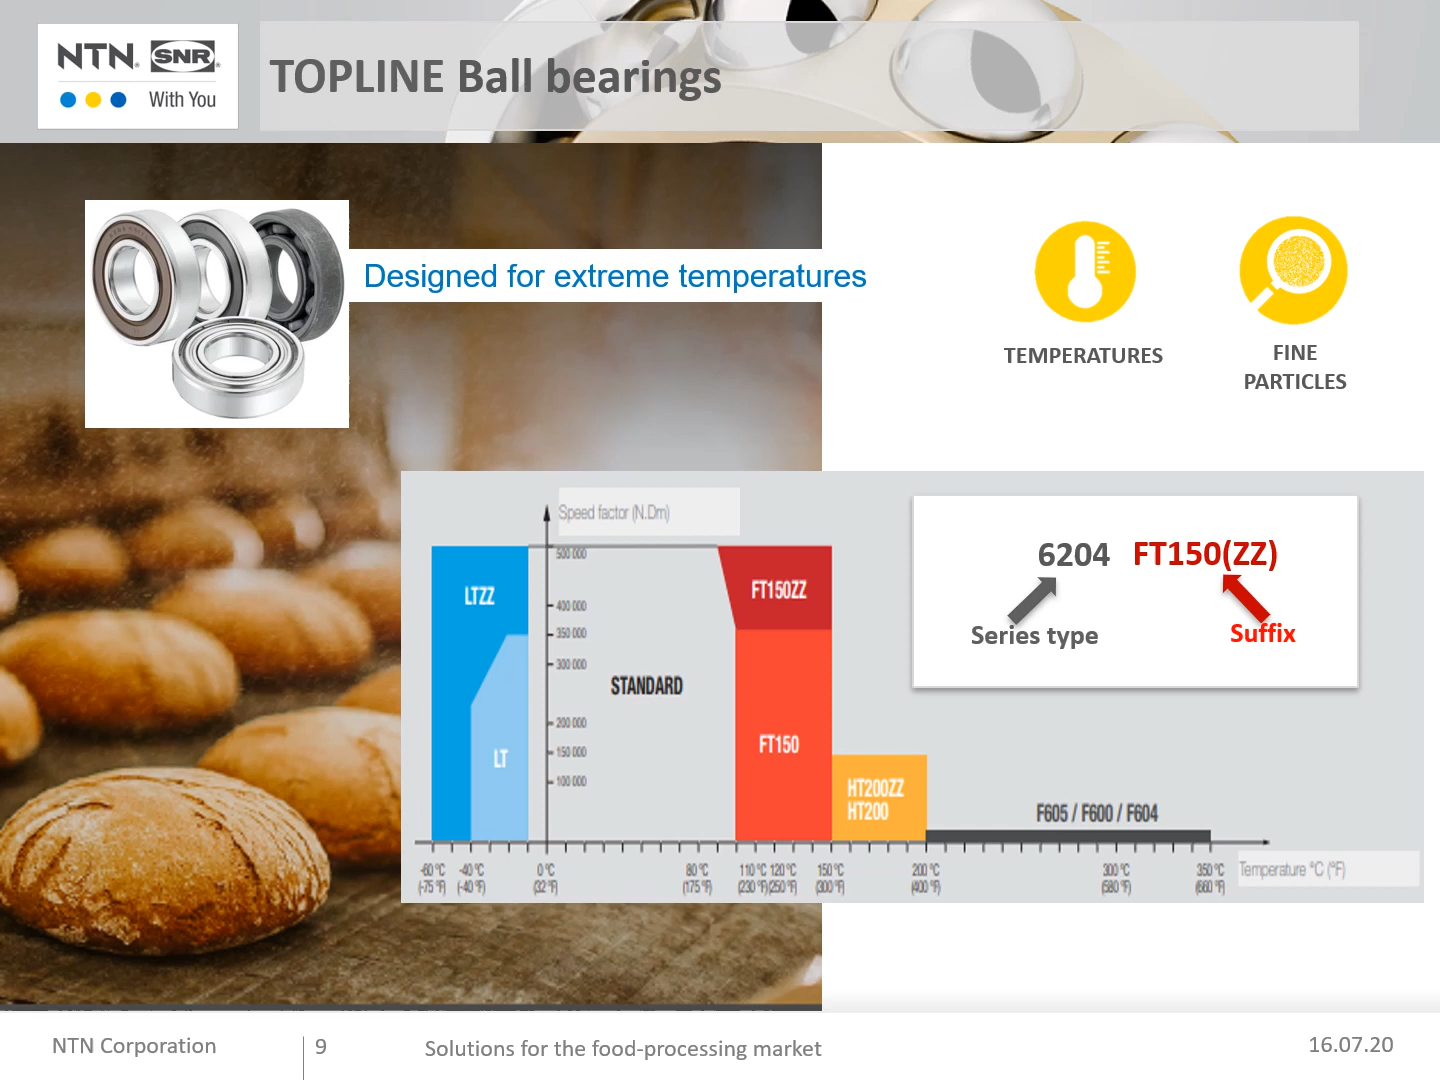 NTN. SNR
With You
TOPLINE Ball bearings
Designed for extreme temperatures
TEMPERATURES
FINE
PARTICLES
Speed factor (N.Dm)
500 000
400 000
350 000
300 000
200 000
150 000
100 000
LTZZ
LT
STANDARD
FT150ZZ
FT150
HT200ZZ
HT200
F605 / F600 / F604
6204 FT150(ZZ)
Series type
Suffix
-60 °C -40 °C 0 °C 80 °C 110 °C 120 °C 150 °C 200 °C 300 °C 350 °C
(-75 °F) (-40 °F) (32 °F) (175 °F) (230 °F) (250 °F) (300 °F) (400 °F) (580 °F) (660 °F)
Temperature °C (°F)
NTN Corporation
9
Solutions for the food-processing market
16.07.20